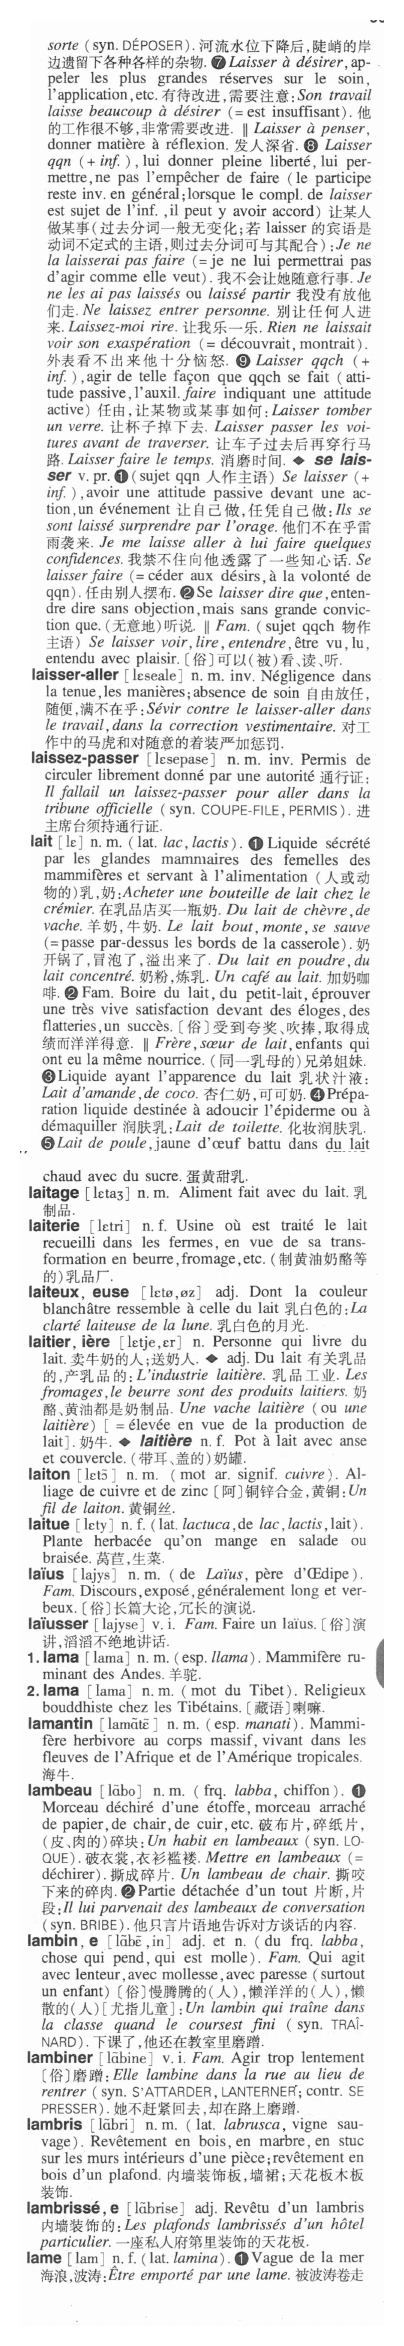 sorte (syn. DÉPOSER). 河流水位下降后,陡峭的岸
边遗留下各种各样的杂物. ❼ Laisser à désirer, ap-
peler les plus grandes réserves sur le soin,
l'application, etc. 有待改进,需要注意: Son travail
laisse beaucoup à désirer (= est insuffisant). 他
的工作很不够,非常需要改进. ‖ Laisser à penser,
donner matière à réflexion. 发人深省. ❽ Laisser
qqn (+ inf.), lui donner pleine liberté, lui per-
mettre, ne pas l'empêcher de faire (le participe
reste inv. en général; lorsque le compl. de laisser
est sujet de l'inf., il peut y avoir accord) 让某人
做某事(过去分词一般无变化;若 laisser 的宾语是
动词不定式的主语,则过去分词可与其配合): Je ne
la laisserai pas faire (= je ne lui permettrai pas
d'agir comme elle veut). 我不会让她随意行事. Je
ne les ai pas laissés ou laissé partir 我没有放他
们走. Ne laissez entrer personne. 别让任何人进
来. Laissez-moi rire. 让我乐一乐. Rien ne laissait
voir son exaspération (= découvrait, montrait).
外表看不出来他十分恼怒. ❾ Laisser qqch (+
inf.), agir de telle façon que qqch se fait (atti-
tude passive, l'auxil. faire indiquant une attitude
active) 任由,让某物或某事如何: Laisser tomber
un verre. 让杯子掉下去. Laisser passer les voi-
tures avant de traverser. 让车子过去后再穿行马
路. Laisser faire le temps. 消磨时间. ◆ se lais-
ser v. pr. ❶ (sujet qqn 人作主语) Se laisser (+
inf.), avoir une attitude passive devant une ac-
tion, un événement 让自己做,任凭自己做: Ils se
sont laissé surprendre par l'orage. 他们不在乎雷
雨袭来. Je me laisse aller à lui faire quelques
confidences. 我禁不住向他透露了一些知心话. Se
laisser faire (= céder aux désirs, à la volonté de
qqn). 任由别人摆布. ❷ Se laisser dire que, enten-
dre dire sans objection, mais sans grande convic-
tion que. (无意地)听说. ‖ Fam. (sujet qqch 物作
主语) Se laisser voir, lire, entendre, être vu, lu,
entendu avec plaisir. 〔俗〕可以(被)看、读、听.
laisser-aller [lɛseale] n. m. inv. Négligence dans
la tenue, les manières; absence de soin 自由放任,
随便,满不在乎: Sévir contre le laisser-aller dans
le travail, dans la correction vestimentaire. 对工
作中的马虎和对随意的着装严加惩罚.
laissez-passer [lɛsepase] n. m. inv. Permis de
circuler librement donné par une autorité 通行证:
Il fallail un laissez-passer pour aller dans la
tribune officielle (syn. COUPE-FILE, PERMIS). 进
主席台须持通行证.
lait [lɛ] n. m. (lat. lac, lactis). ❶ Liquide sécrété
par les glandes mammaires des femelles des
mammifères et servant à l'alimentation (人或动
物的)乳,奶: Acheter une bouteille de lait chez le
crémier. 在乳品店买一瓶奶. Du lait de chèvre, de
vache. 羊奶,牛奶. Le lait bout, monte, se sauve
(= passe par-dessus les bords de la casserole). 奶
开锅了,冒泡了,溢出来了. Du lait en poudre, du
lait concentré. 奶粉,炼乳. Un café au lait. 加奶咖
啡. ❷ Fam. Boire du lait, du petit-lait, éprouver
une très vive satisfaction devant des éloges, des
flatteries, un succès. 〔俗〕受到夸奖、吹捧,取得成
绩而洋洋得意. ‖ Frère, sœur de lait, enfants qui
ont eu la même nourrice. (同一乳母的)兄弟姐妹.
❸ Liquide ayant l'apparence du lait 乳状汁液:
Lait d'amande, de coco. 杏仁奶,可可奶. ❹ Prépa-
ration liquide destinée à adoucir l'épiderme ou à
démaquiller 润肤乳: Lait de toilette. 化妆润肤乳.
❺ Lait de poule, jaune d'œuf battu dans du lait
chaud avec du sucre. 蛋黄甜乳.
laitage [lɛtaʒ] n. m. Aliment fait avec du lait. 乳
制品.
laiterie [lɛtri] n. f. Usine où est traité le lait
recueilli dans les fermes, en vue de sa trans-
formation en beurre, fromage, etc. (制黄油奶酪等
的)乳品厂.
laiteux, euse [lɛtø, øz] adj. Dont la couleur
blanchâtre ressemble à celle du lait 乳白色的: La
clarté laiteuse de la lune. 乳白色的月光.
laitier, ière [lɛtje, ɛr] n. Personne qui livre du
lait. 卖牛奶的人;送奶人. ◆ adj. Du lait 有关乳品
的,产乳品的: L'industrie laitière. 乳品工业. Les
fromages, le beurre sont des produits laitiers. 奶
酪、黄油都是奶制品. Une vache laitière (ou une
laitière) [= élevée en vue de la production de
lait]. 奶牛. ◆ laitière n. f. Pot à lait avec anse
et couvercle. (带耳、盖的)奶罐.
laiton [lɛtɔ̃] n. m. (mot ar. signif. cuivre). Al-
liage de cuivre et de zinc 〔阿〕铜锌合金,黄铜: Un
fil de laiton. 黄铜丝.
laitue [lɛty] n. f. (lat. lactuca, de lac, lactis, lait).
Plante herbacée qu'on mange en salade ou
braisée. 莴苣,生菜.
laïus [lajys] n. m. (de Laïus, père d'Œdipe).
Fam. Discours, exposé, généralement long et ver-
beux. 〔俗〕长篇大论,冗长的演说.
laïusser [lajyse] v. i. Fam. Faire un laïus. 〔俗〕演
讲,滔滔不绝地讲话.
1. lama [lama] n. m. (esp. llama). Mammifère ru-
minant des Andes. 羊驼.
2. lama [lama] n. m. (mot du Tibet). Religieux
bouddhiste chez les Tibétains. 〔藏语〕喇嘛.
lamantin [lamɑ̃tɛ̃] n. m. (esp. manati). Mammi-
fère herbivore au corps massif, vivant dans les
fleuves de l'Afrique et de l'Amérique tropicales.
海牛.
lambeau [lɑ̃bo] n. m. (frq. labba, chiffon). ❶
Morceau déchiré d'une étoffe, morceau arraché
de papier, de chair, de cuir, etc. 破布片,碎纸片,
(皮、肉的)碎块: Un habit en lambeaux (syn. LO-
QUE). 破衣裳,衣衫褴褛. Mettre en lambeaux (=
déchirer). 撕成碎片. Un lambeau de chair. 撕咬
下来的碎肉. ❷ Partie détachée d'un tout 片断,片
段: Il lui parvenait des lambeaux de conversation
(syn. BRIBE). 他只言片语地告诉对方谈话的内容.
lambin, e [lɑ̃bɛ̃, in] adj. et n. (du frq. labba,
chose qui pend, qui est molle). Fam. Qui agit
avec lenteur, avec mollesse, avec paresse (surtout
un enfant) 〔俗〕慢腾腾的(人),懒洋洋的(人),懒
散的(人)[尤指儿童]: Un lambin qui traîne dans
la classe quand le coursest fini (syn. TRAÎ-
NARD). 下课了,他还在教室里磨蹭.
lambiner [lɑ̃bine] v. i. Fam. Agir trop lentement
〔俗〕磨蹭: Elle lambine dans la rue au lieu de
rentrer (syn. S'ATTARDER, LANTERNER; contr. SE
PRESSER). 她不赶紧回去,却在路上磨蹭.
lambris [lɑ̃bri] n. m. (lat. labrusca, vigne sau-
vage). Revêtement en bois, en marbre, en stuc
sur les murs intérieurs d'une pièce; revêtement en
bois d'un plafond. 内墙装饰板,墙裙;天花板木板
装饰.
lambrissé, e [lɑ̃brise] adj. Revêtu d'un lambris
内墙装饰的: Les plafonds lambrissés d'un hôtel
particulier. 一座私人府第里装饰的天花板.
lame [lam] n. f. (lat. lamina). ❶ Vague de la mer
海浪,波涛: Être emporté par une lame. 被波涛卷走